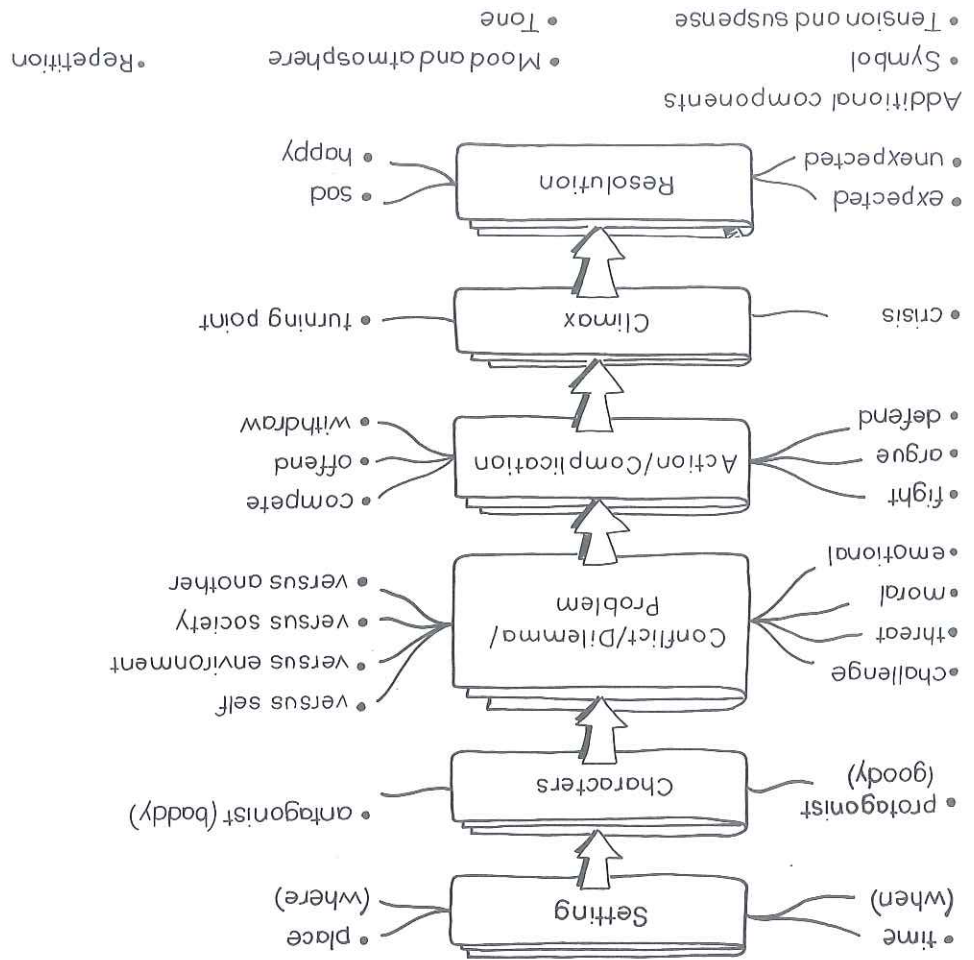 • time
(when)
Setting
• place
(where)
• protagonist
(goody)
Characters
• antagonist (baddy)
•challenge
• threat
• moral
• emotional
Conflict/Dilemma/
Problem
• versus self
• versus environment
• versus society
• versus another
• fight
• argue
• defend
Action/Complication
• compete
• offend
• withdraw
• crisis
Climax
• turning point
• expected
• unexpected
Resolution
• sad
• happy
Additional components
• Symbol
• Mood and atmosphere
•Repetition
• Tension and suspense
• Tone